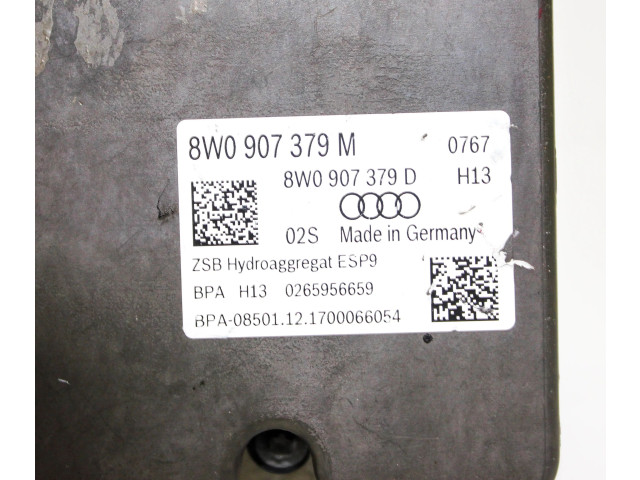 8W0 907 379 M 0767
8W0 907 379 D H13
02S Made in Germany
ZSB Hydroaggregat ESP9
BPA H13 0265956659
BPA-08501.12.1700066054